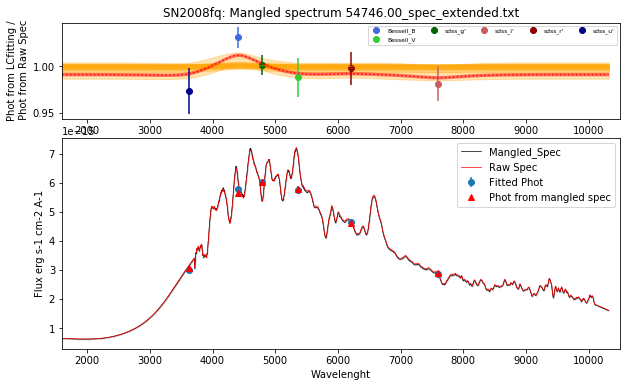 SN2008fq: Mangled spectrum 54746.00_spec_extended.txt
Phot from LCfitting /
Phot from Raw Spec
1.00
0.95
Bessell_B
Bessell_V
sdss_g'
sdss_i'
sdss_r'
sdss_u'
2000 3000 4000 5000 6000 7000 8000 9000 10000
1e-15
Flux erg s-1 cm-2 A-1
7
6
5
4
3
2
1
Mangled_Spec
Raw Spec
Fitted Phot
Phot from mangled spec
2000 3000 4000 5000 6000 7000 8000 9000 10000
Wavelenght